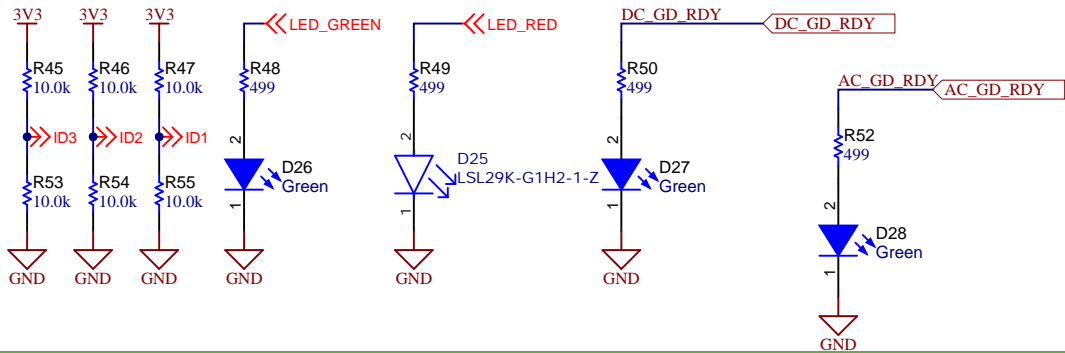 3V3
3V3
3V3
LED_GREEN
LED_RED
DC_GD_RDY
DC_GD_RDY
R45
10.0k
R46
10.0k
R47
10.0k
R48
499
R49
499
R50
499
AC_GD_RDY
AC_GD_RDY
R52
499
ID3
ID2
ID1
2
2
2
D26
Green
D25
LSL29K-G1H2-1-Z
D27
Green
R53
10.0k
R54
10.0k
R55
10.0k
1
1
1
2
D28
Green
1
GND
GND
GND
GND
GND
GND
GND